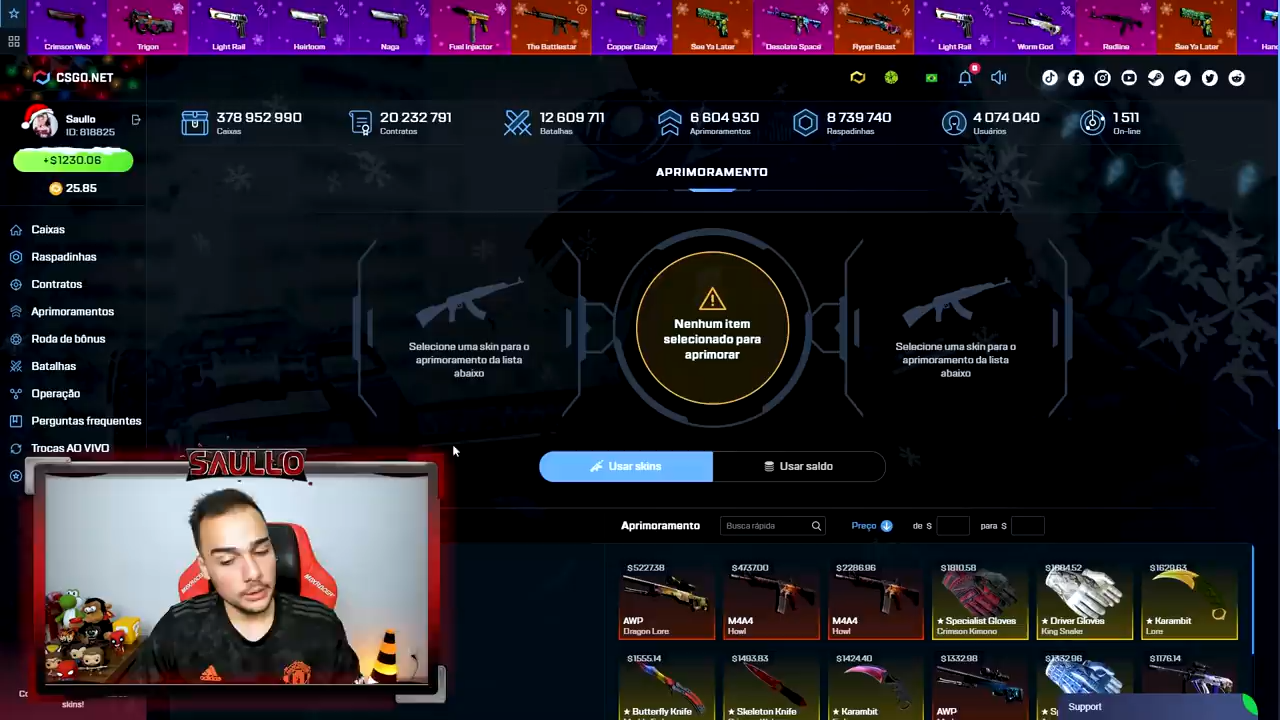 Crimson Web
Trigon
Light Rail
Heirloom
Naga
Fuel Injector
The Battlestar
Copper Galaxy
See Ya Later
Desolate Space
Hyper Beast
Light Rail
Worm God
Redline
See Ya Later
CSGO.NET
Saullo
ID: 818825
+$1230.06
25.85
378 952 990
Caixas
20 232 791
Contratos
12 609 711
Batalhas
6 604 930
Aprimoramentos
8 739 740
Raspadinhas
4 074 040
Usuários
1 511
On-line
APRIMORAMENTO
Caixas
Raspadinhas
Contratos
Aprimoramentos
Roda de bônus
Batalhas
Operação
Perguntas frequentes
Trocas AO VIVO
Selecione uma skin para o
aprimoramento da lista
abaixo
Nenhum item
selecionado para
aprimorar
Selecione uma skin para o
aprimoramento da lista
abaixo
Usar skins
Usar saldo
SAULLO
Aprimoramento
Busca rápida
Preço
de $
para $
$5227.38
AWP
Dragon Lore
$4737.00
M4A4
Howl
$2286.96
M4A4
Howl
$1810.58
★ Specialist Gloves
Crimson Kimono
★ Driver Gloves
King Snake
$1629.63
★ Karambit
Lore
$1555.14
★ Butterfly Knife
$1493.83
★ Skeleton Knife
$1424.40
★ Karambit
$1332.98
AWP
$1332.96
$1176.14
Support
skins!